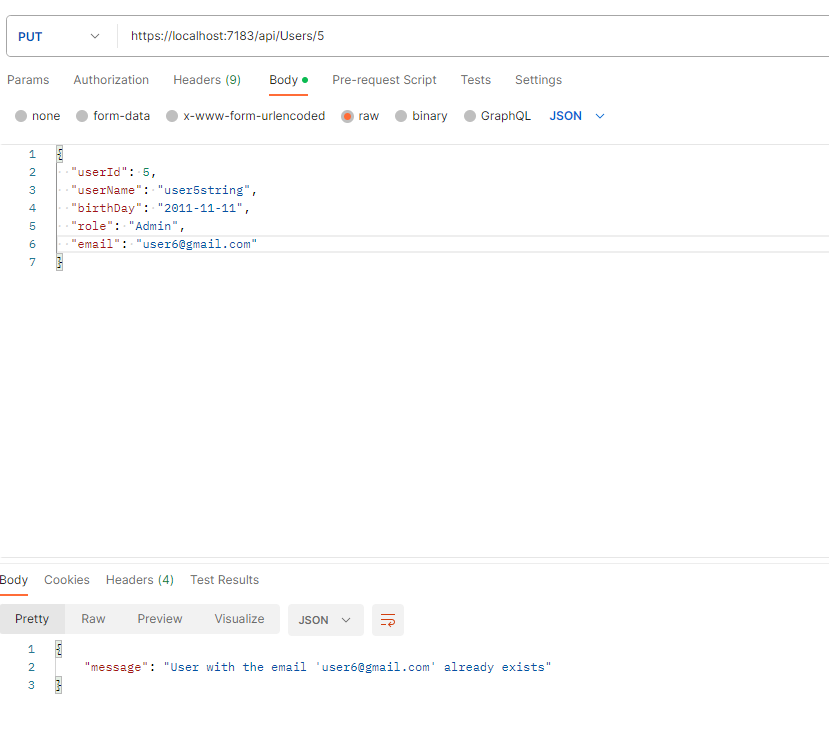 PUT https://localhost:7183/api/Users/5
Params Authorization Headers (9) Body Pre-request Script Tests Settings
none form-data x-www-form-urlencoded raw binary GraphQL JSON
1 {
2 "userId": 5,
3 "userName": "user5string",
4 "birthDay": "2011-11-11",
5 "role": "Admin",
6 "email": "user6@gmail.com"
7 }
Body Cookies Headers (4) Test Results
Pretty Raw Preview Visualize JSON
1 {
2 "message": "User with the email 'user6@gmail.com' already exists"
3 }